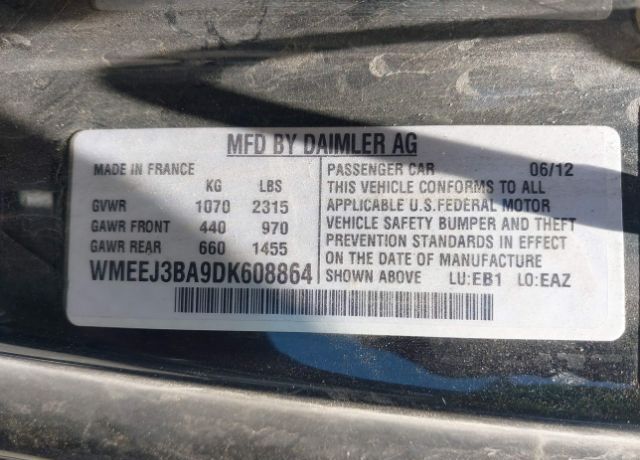 MFD BY DAIMLER AG
MADE IN FRANCE
KG LBS
GVWR 1070 2315
GAWR FRONT 440 970
GAWR REAR 660 1455
WMEEJ3BA9DK608864
PASSENGER CAR 06/12
THIS VEHICLE CONFORMS TO ALL
APPLICABLE U.S.FEDERAL MOTOR
VEHICLE SAFETY BUMPER AND THEFT
PREVENTION STANDARDS IN EFFECT
ON THE DATE OF MANUFACTURE
SHOWN ABOVE LU:EB1 LO:EAZ